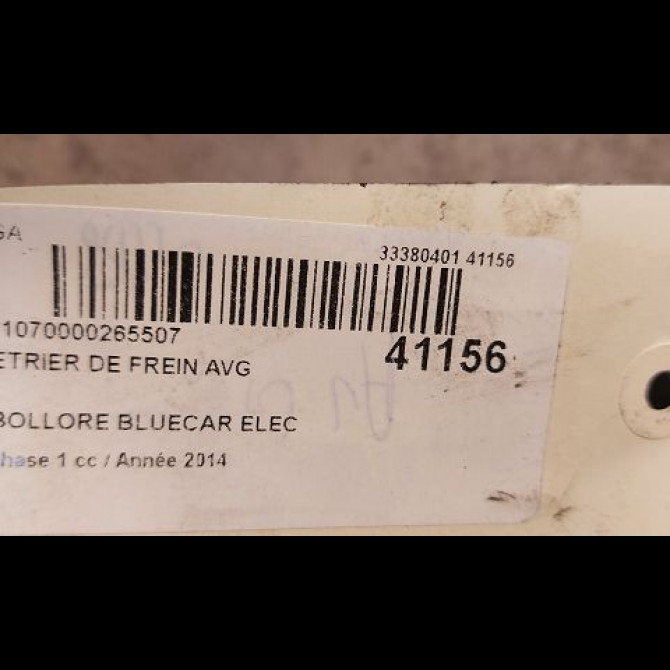 GA
33380401 41156
1070000265507
41156
ETRIER DE FREIN AVG
BOLLORE BLUECAR ELEC
hase 1 cc / Année 2014